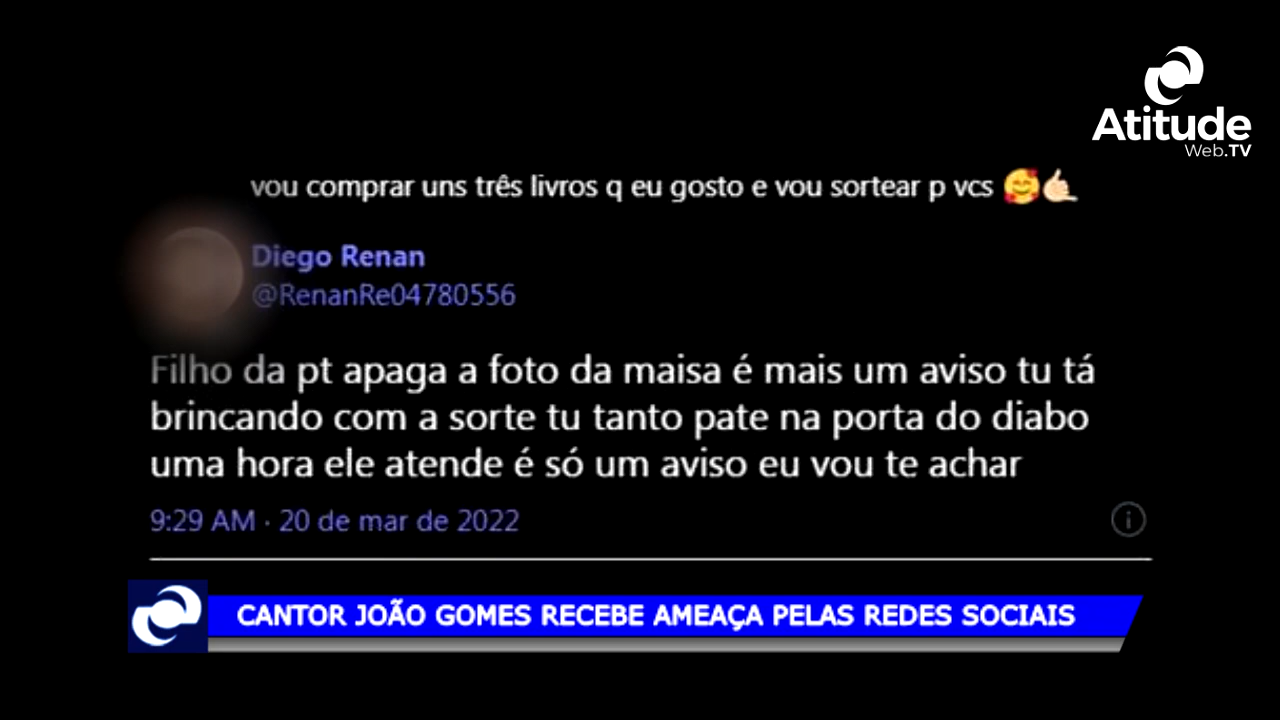 Atitude
Web.TV
vou comprar uns três livros q eu gosto e vou sortear p vcs 🥰🤙🏻
Diego Renan
@RenanRe04780556
Filho da pt apaga a foto da maisa é mais um aviso tu tá
brincando com a sorte tu tanto pate na porta do diabo
uma hora ele atende é só um aviso eu vou te achar
9:29 AM · 20 de mar de 2022
CANTOR JOÃO GOMES RECEBE AMEAÇA PELAS REDES SOCIAIS